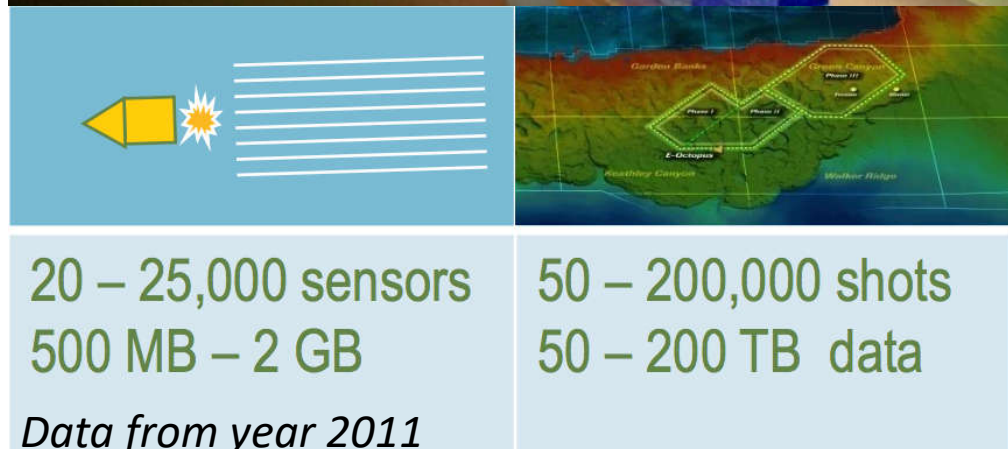 Garden Banks
Green Canyon
Phase III
Phase I
Phase II
E-Octopus
Keathley Canyon
Walker Ridge
20 – 25,000 sensors
500 MB – 2 GB
Data from year 2011
50 – 200,000 shots
50 – 200 TB data